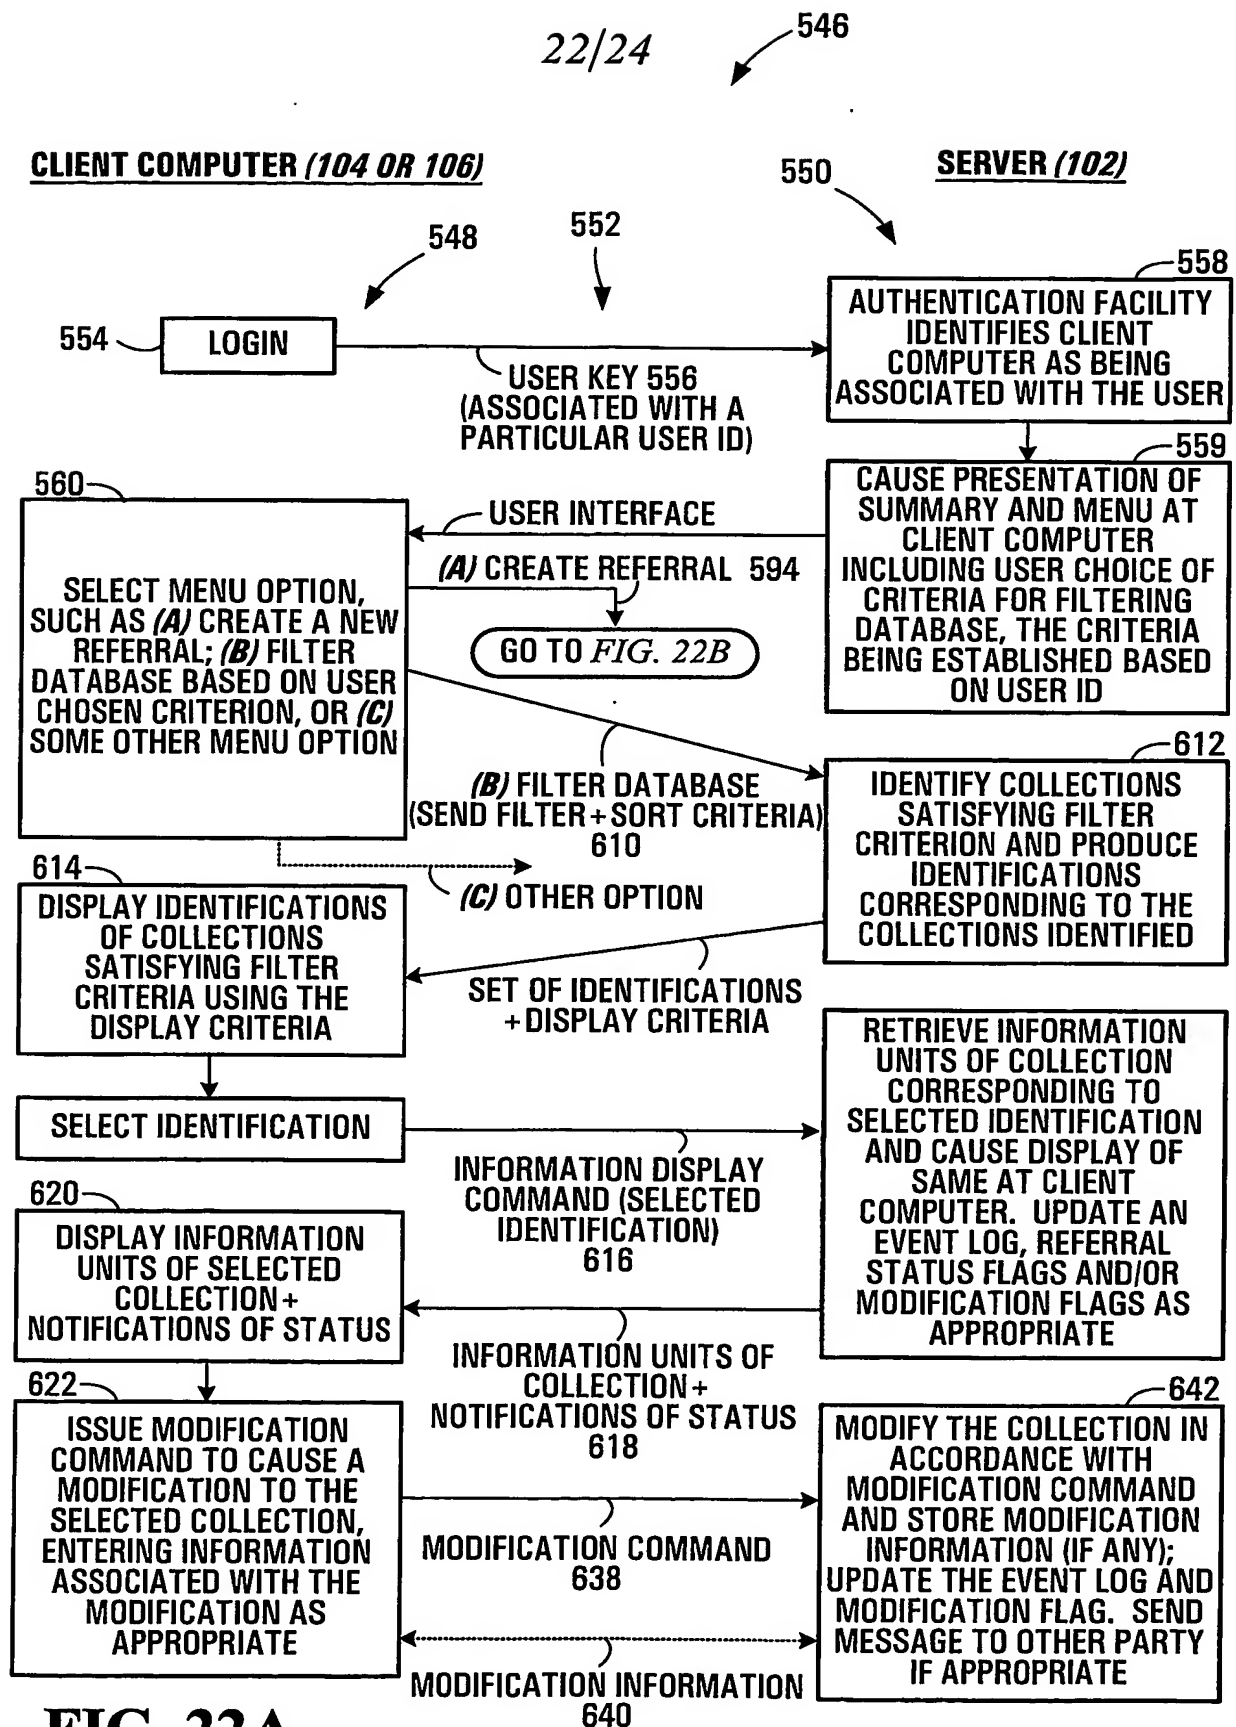 22/24
546
CLIENT COMPUTER (104 OR 106)
SERVER (102)
550
548
552
558
554
LOGIN
AUTHENTICATION FACILITY
IDENTIFIES CLIENT
COMPUTER AS BEING
ASSOCIATED WITH THE USER
USER KEY 556
(ASSOCIATED WITH A
PARTICULAR USER ID)
559
CAUSE PRESENTATION OF
SUMMARY AND MENU AT
CLIENT COMPUTER
INCLUDING USER CHOICE OF
CRITERIA FOR FILTERING
DATABASE, THE CRITERIA
BEING ESTABLISHED BASED
ON USER ID
560
USER INTERFACE
(A) CREATE REFERRAL 594
GO TO FIG. 22B
SELECT MENU OPTION,
SUCH AS (A) CREATE A NEW
REFERRAL; (B) FILTER
DATABASE BASED ON USER
CHOSEN CRITERION, OR (C)
SOME OTHER MENU OPTION
612
(B) FILTER DATABASE
(SEND FILTER+SORT CRITERIA)
610
IDENTIFY COLLECTIONS
SATISFYING FILTER
CRITERION AND PRODUCE
IDENTIFICATIONS
CORRESPONDING TO THE
COLLECTIONS IDENTIFIED
(C) OTHER OPTION
614
DISPLAY IDENTIFICATIONS
OF COLLECTIONS
SATISFYING FILTER
CRITERIA USING THE
DISPLAY CRITERIA
SET OF IDENTIFICATIONS
+DISPLAY CRITERIA
SELECT IDENTIFICATION
RETRIEVE INFORMATION
UNITS OF COLLECTION
CORRESPONDING TO
SELECTED IDENTIFICATION
AND CAUSE DISPLAY OF
SAME AT CLIENT
COMPUTER. UPDATE AN
EVENT LOG, REFERRAL
STATUS FLAGS AND/OR
MODIFICATION FLAGS AS
APPROPRIATE
INFORMATION DISPLAY
COMMAND (SELECTED
IDENTIFICATION)
616
620
DISPLAY INFORMATION
UNITS OF SELECTED
COLLECTION+
NOTIFICATIONS OF STATUS
INFORMATION UNITS OF
COLLECTION+
NOTIFICATIONS OF STATUS
618
622
ISSUE MODIFICATION
COMMAND TO CAUSE A
MODIFICATION TO THE
SELECTED COLLECTION,
ENTERING INFORMATION
ASSOCIATED WITH THE
MODIFICATION AS
APPROPRIATE
642
MODIFY THE COLLECTION IN
ACCORDANCE WITH
MODIFICATION COMMAND
AND STORE MODIFICATION
INFORMATION (IF ANY);
UPDATE THE EVENT LOG AND
MODIFICATION FLAG. SEND
MESSAGE TO OTHER PARTY
IF APPROPRIATE
MODIFICATION COMMAND
638
MODIFICATION INFORMATION
640
FIG. 22A